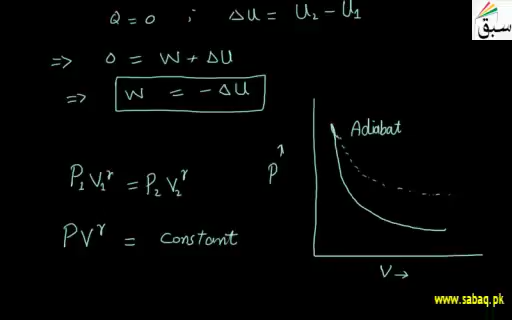 Q = 0 ; ΔU = U₂ - U₁
=> 0 = W + ΔU
=> W = - ΔU
P₁V₁^γ = P₂V₂^γ
PV^γ = constant
Adiabat
P
V →
سبق
www.sabaq.pk